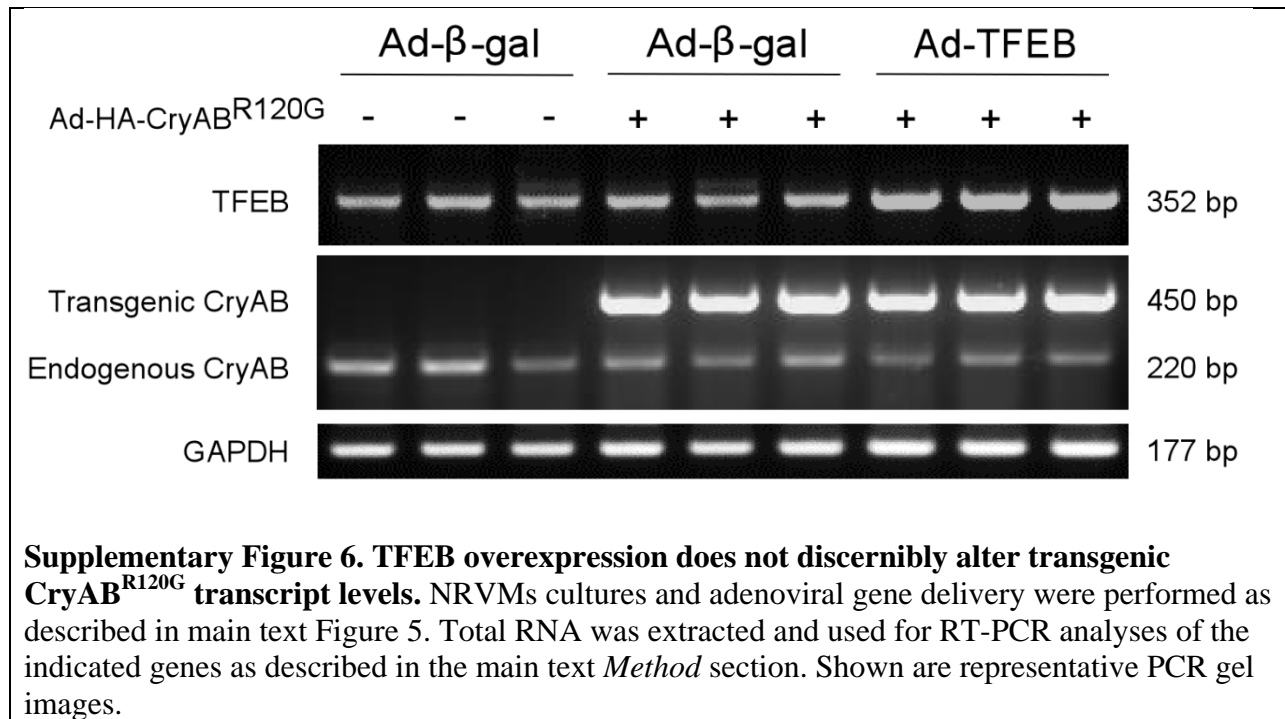 Ad-β-gal Ad-β-gal Ad-TFEB
Ad-HA-CryABR120G - - - + + + + + +
TFEB 352 bp
Transgenic CryAB 450 bp
Endogenous CryAB 220 bp
GAPDH 177 bp
Supplementary Figure 6. TFEB overexpression does not discernibly alter transgenic
CryABR120G transcript levels. NRVMs cultures and adenoviral gene delivery were performed as
described in main text Figure 5. Total RNA was extracted and used for RT-PCR analyses of the
indicated genes as described in the main text Method section. Shown are representative PCR gel
images.